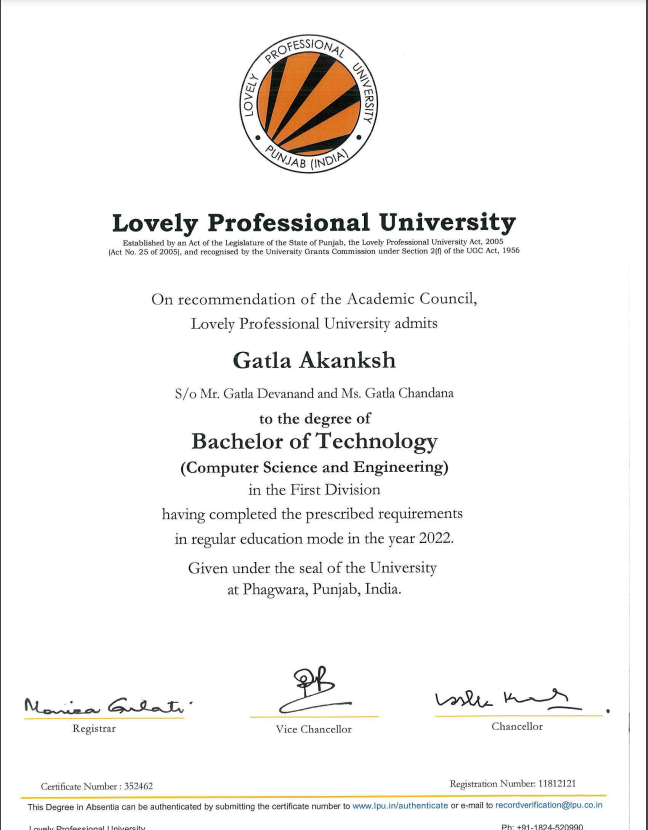 LOVELY PROFESSIONAL UNIVERSITY
PUNJAB (INDIA)
Lovely Professional University
Established by an Act of the Legislature of the State of Punjab, the Lovely Professional University Act, 2005
(Act No. 25 of 2005), and recognised by the University Grants Commission under Section 2(f) of the UGC Act, 1956
On recommendation of the Academic Council,
Lovely Professional University admits
Gatla Akanksh
S/o Mr. Gatla Devanand and Ms. Gatla Chandana
to the degree of
Bachelor of Technology
(Computer Science and Engineering)
in the First Division
having completed the prescribed requirements
in regular education mode in the year 2022.
Given under the seal of the University
at Phagwara, Punjab, India.
Monica Gulati
Registrar
Vice Chancellor
Chancellor
Certificate Number : 352462
Registration Number: 11812121
This Degree in Absentia can be authenticated by submitting the certificate number to www.lpu.in/authenticate or e-mail to recordverification@lpu.co.in
Lovely Professional University
Ph: +91-1824-520990